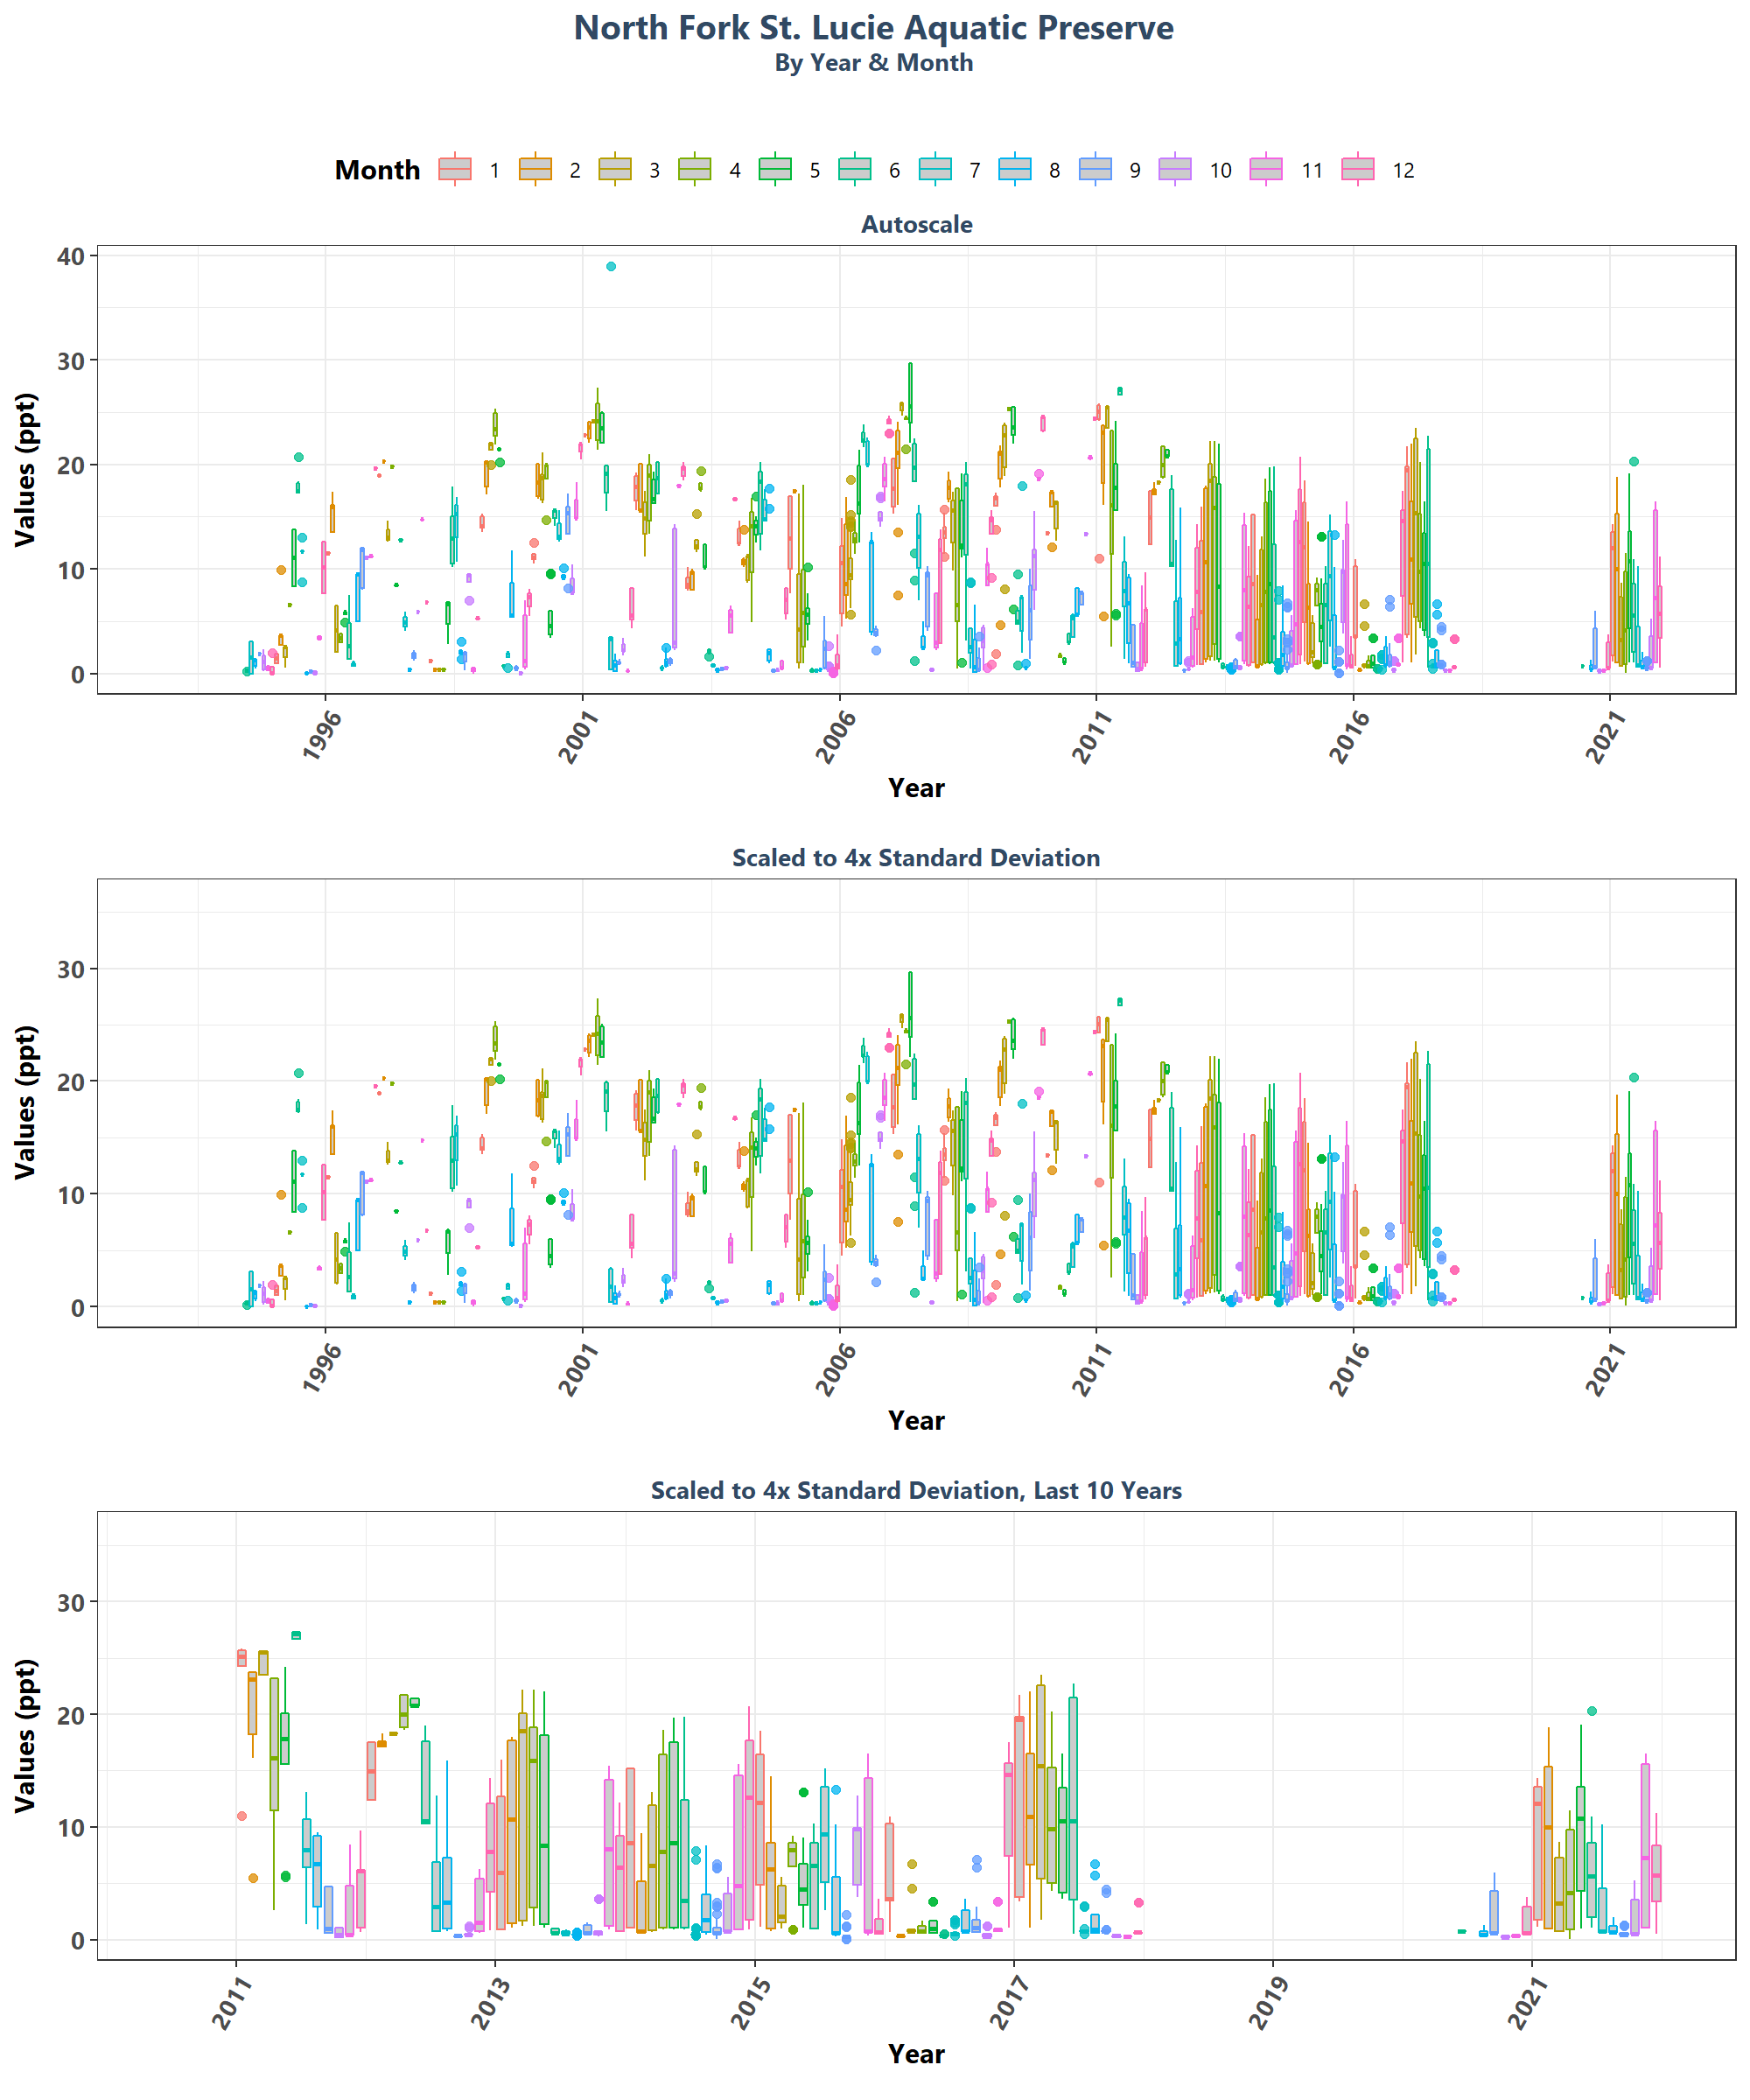 North Fork St. Lucie Aquatic Preserve
By Year & Month
Month 1 2 3 4 5 6 7 8 9 10 11 12
Autoscale
40
30
20
10
0
Values (ppt)
1996 2001 2006 2011 2016 2021
Year
Scaled to 4x Standard Deviation
30
20
10
0
Values (ppt)
1996 2001 2006 2011 2016 2021
Year
Scaled to 4x Standard Deviation, Last 10 Years
30
20
10
0
Values (ppt)
2011 2013 2015 2017 2019 2021
Year